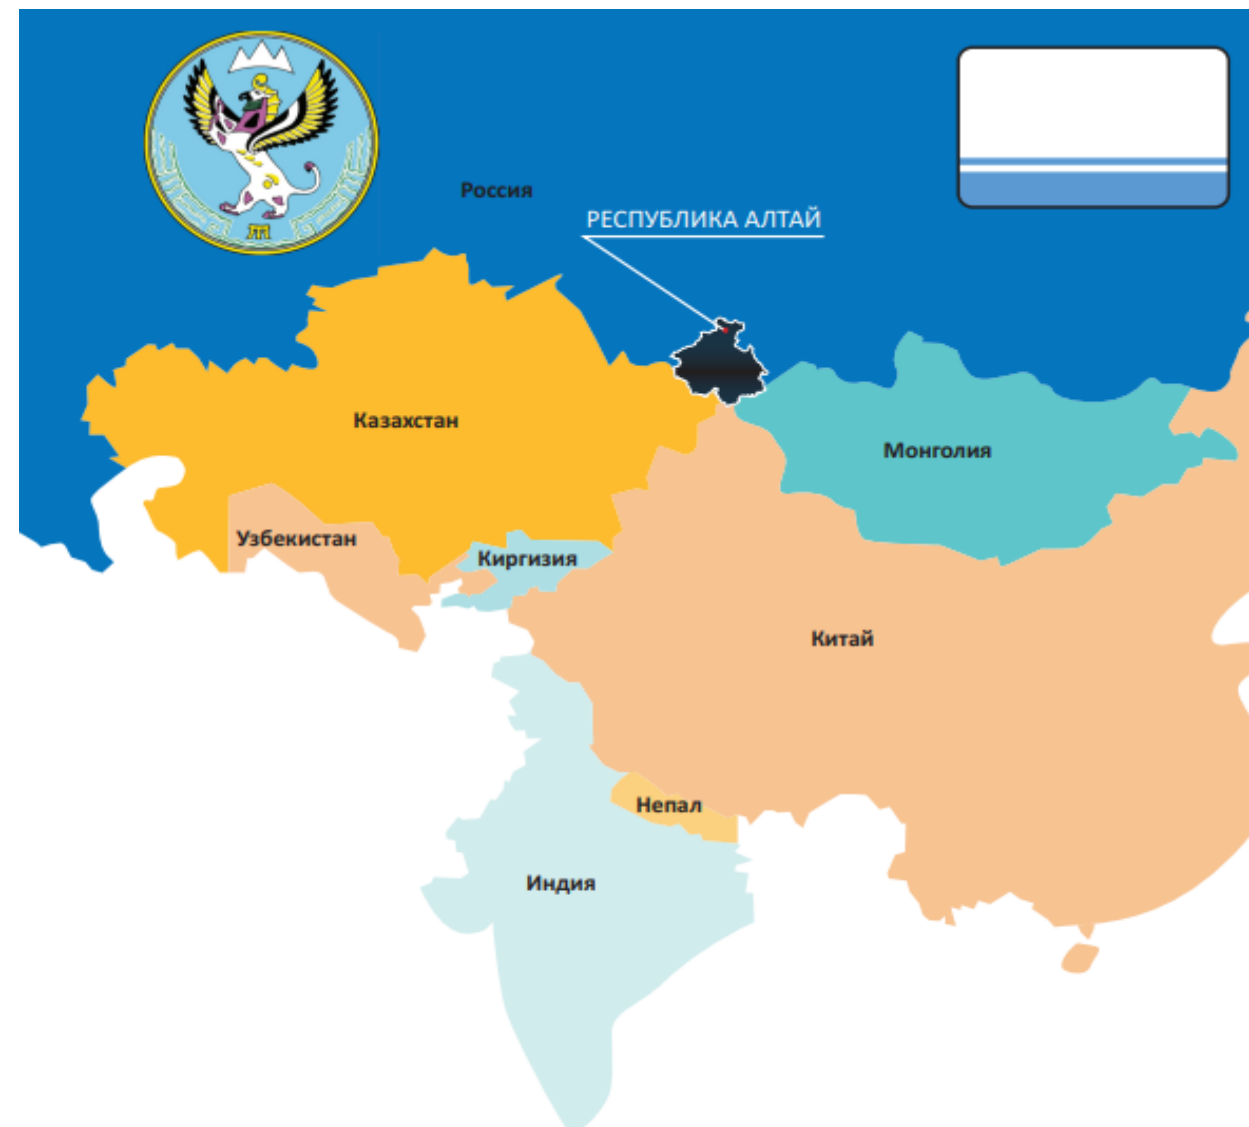 Россия
РЕСПУБЛИКА АЛТАЙ
Казахстан
Монголия
Узбекистан
Киргизия
Китай
Непал
Индия